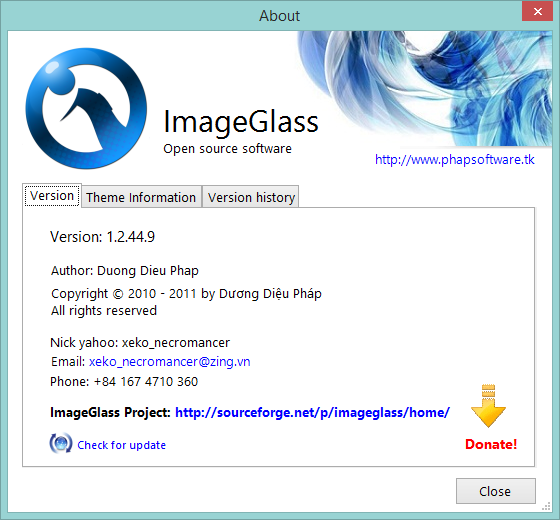 About
ImageGlass
Open source software
http://www.phapsoftware.tk
Version
Theme Information
Version history
Version: 1.2.44.9
Author: Duong Dieu Phap
Copyright © 2010 - 2011 by Dương Diệu Pháp
All rights reserved
Nick yahoo: xeko_necromancer
Email: xeko_necromancer@zing.vn
Phone: +84 167 4710 360
ImageGlass Project: http://sourceforge.net/p/imageglass/home/
Check for update
Donate!
Close